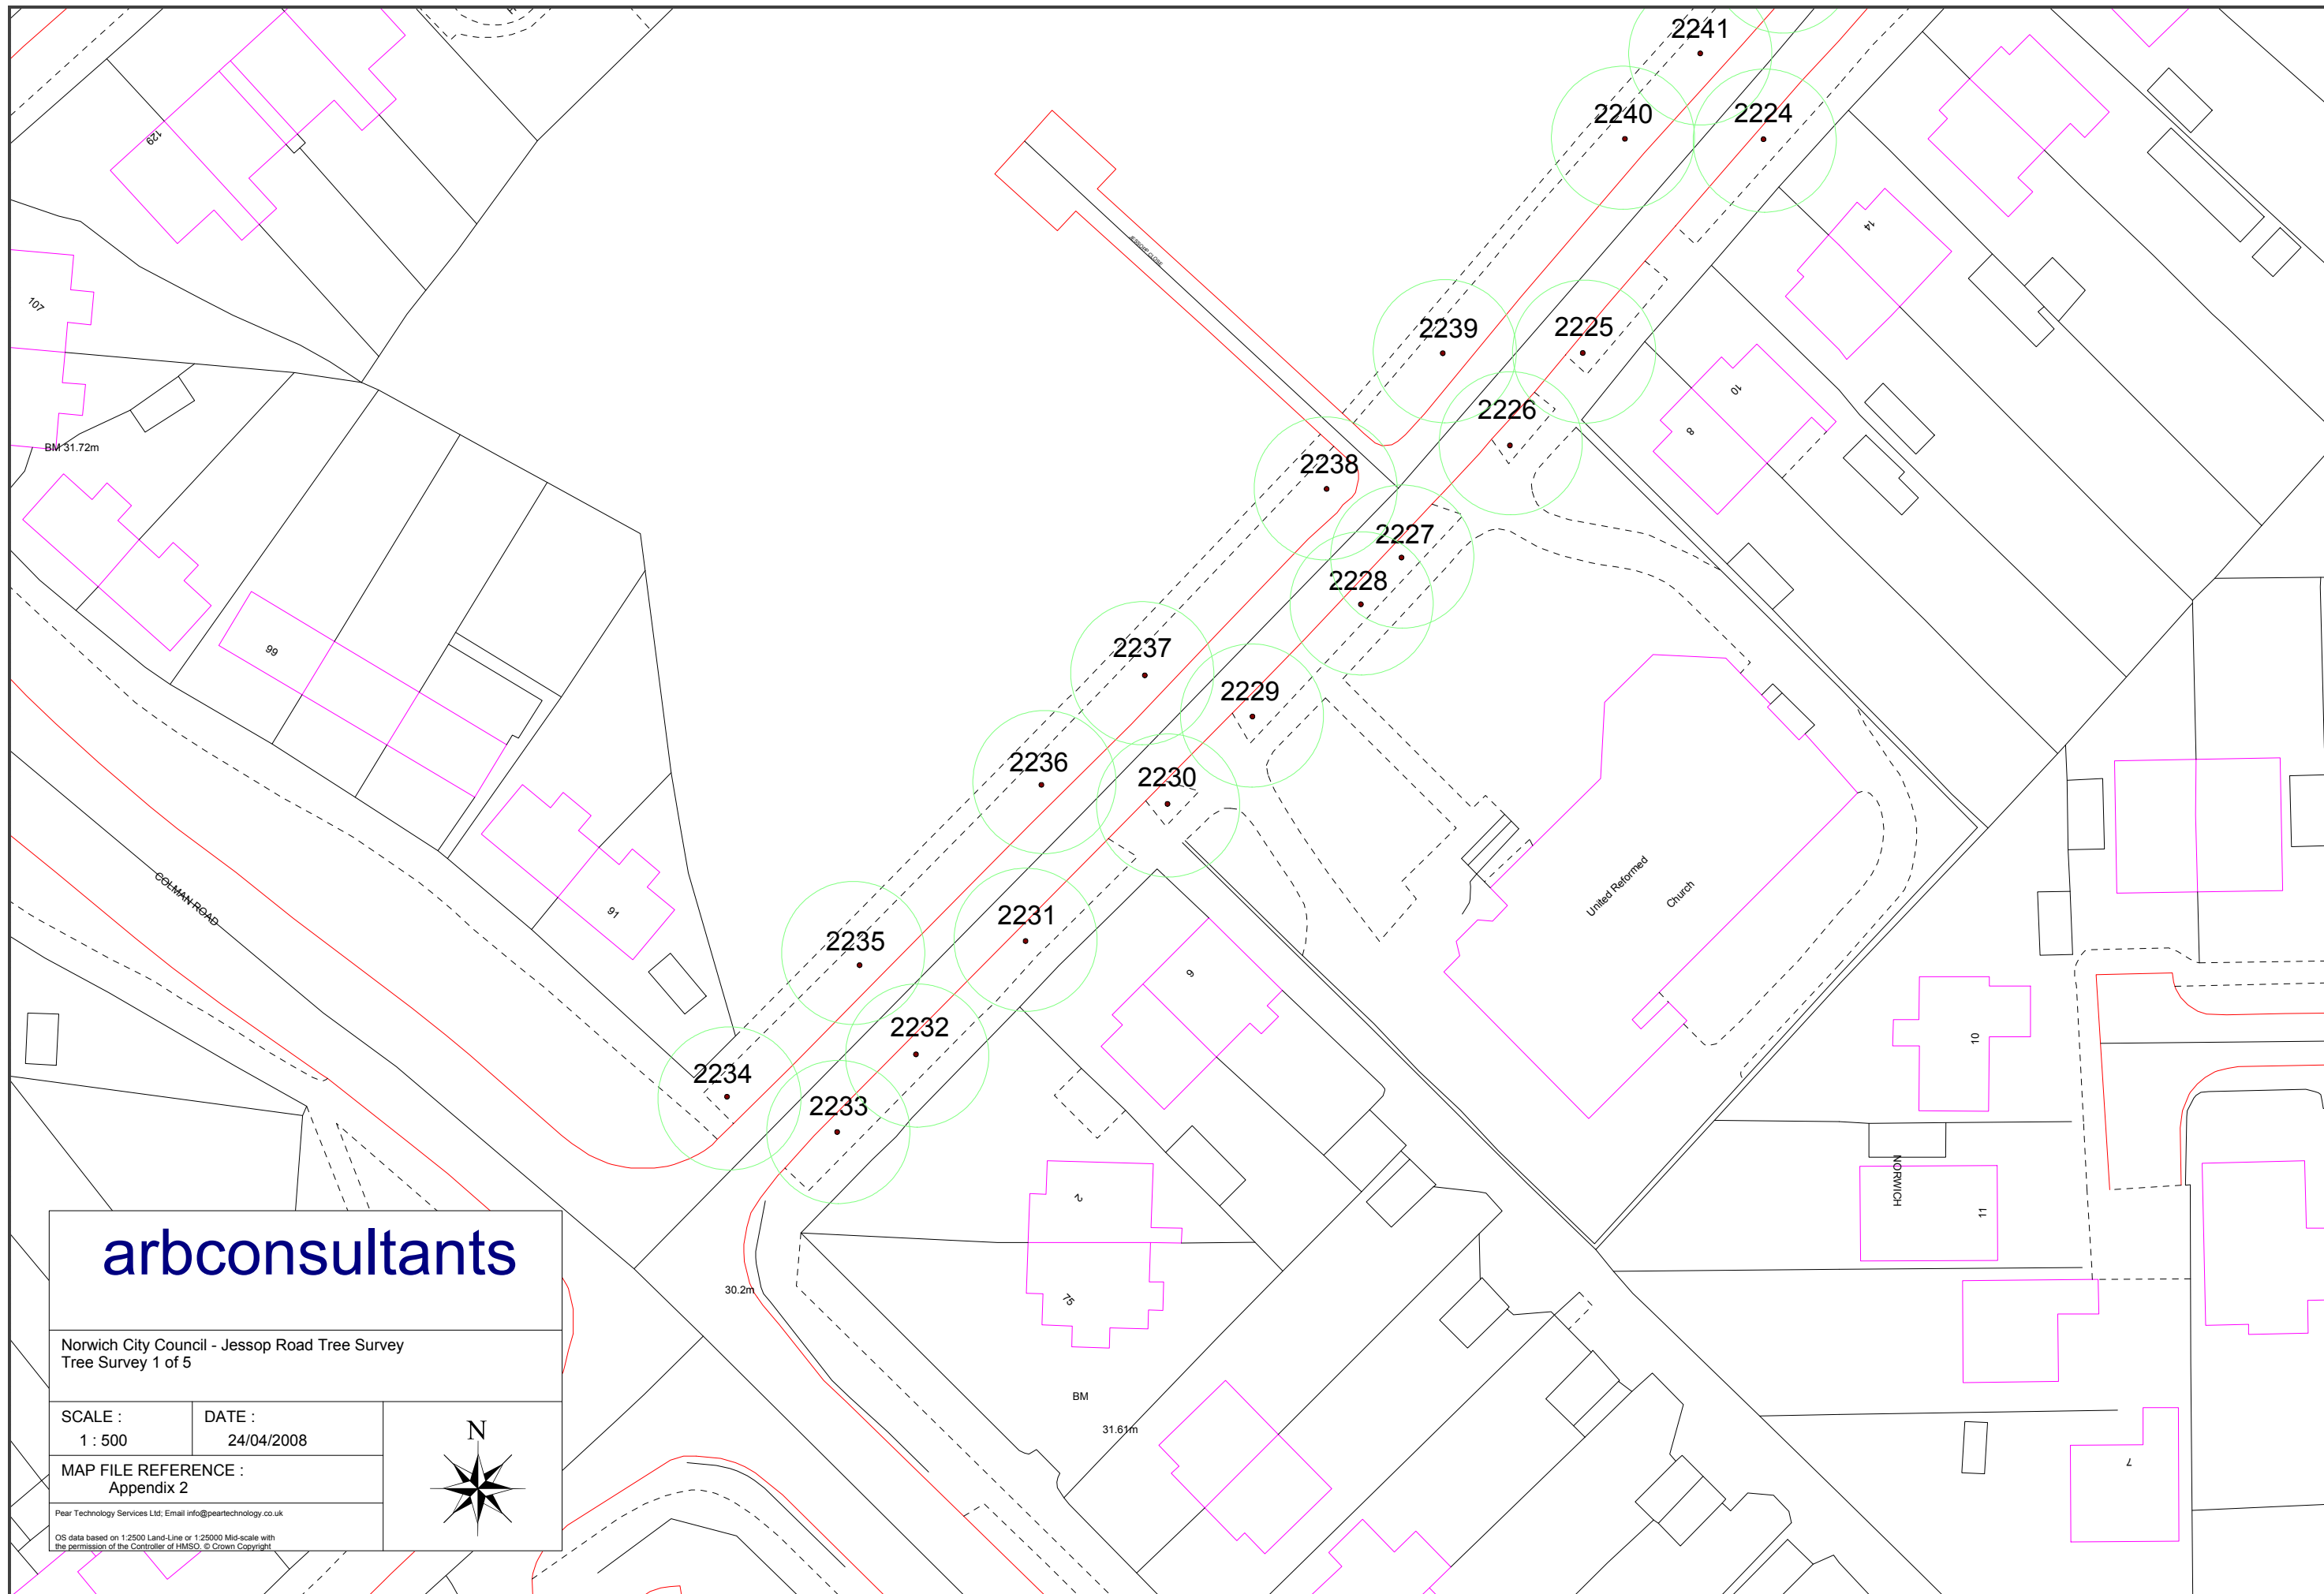 2241
2240
2224
129
14
JESSOP CLOSE
107
2239
2225
10
2226
8
BM 31.72m
2238
2227
2228
99
2237
2229
2236
2230
COLMAN ROAD
91
United Reformed
Church
2231
2235
9
2232
10
2234
2233
NORWICH
2
11
30.2m
75
BM
31.61m
7
arbconsultants
Norwich City Council - Jessop Road Tree Survey
Tree Survey 1 of 5
SCALE :
1 : 500
DATE :
24/04/2008
N
MAP FILE REFERENCE :
Appendix 2
Pear Technology Services Ltd; Email info@peartechnology.co.uk
OS data based on 1:2500 Land-Line or 1:25000 Mid-scale with
the permission of the Controller of HMSO. © Crown Copyright